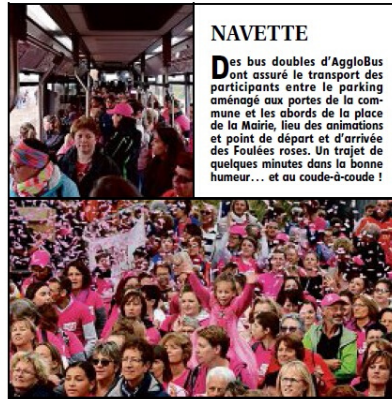 NAVETTE
Des bus doubles d'AggloBus
ont assuré le transport des
participants entre le parking
aménagé aux portes de la com-
mune et les abords de la place
de la Mairie, lieu des animations
et point de départ et d'arrivée
des Foulées roses. Un trajet de
quelques minutes dans la bonne
humeur... et au coude-à-coude !